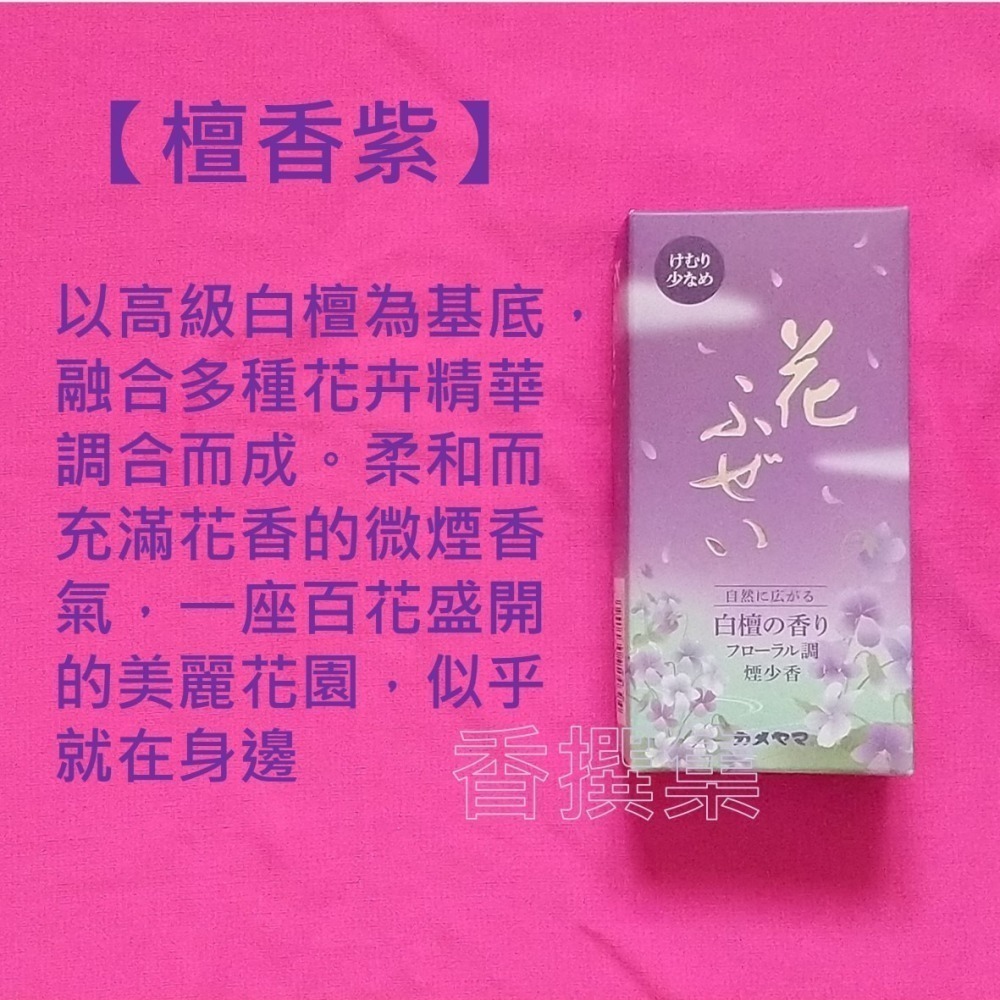 【檀香紫】
以高級白檀為基底，
融合多種花卉精華
調合而成。柔和而
充滿花香的微煙香
氣，一座百花盛開
的美麗花園，似乎
就在身邊
けむり
少なめ
花
ふぜい
自然に広がる
白檀の香り
フローラル調
煙少香
カメヤマ
香撰集